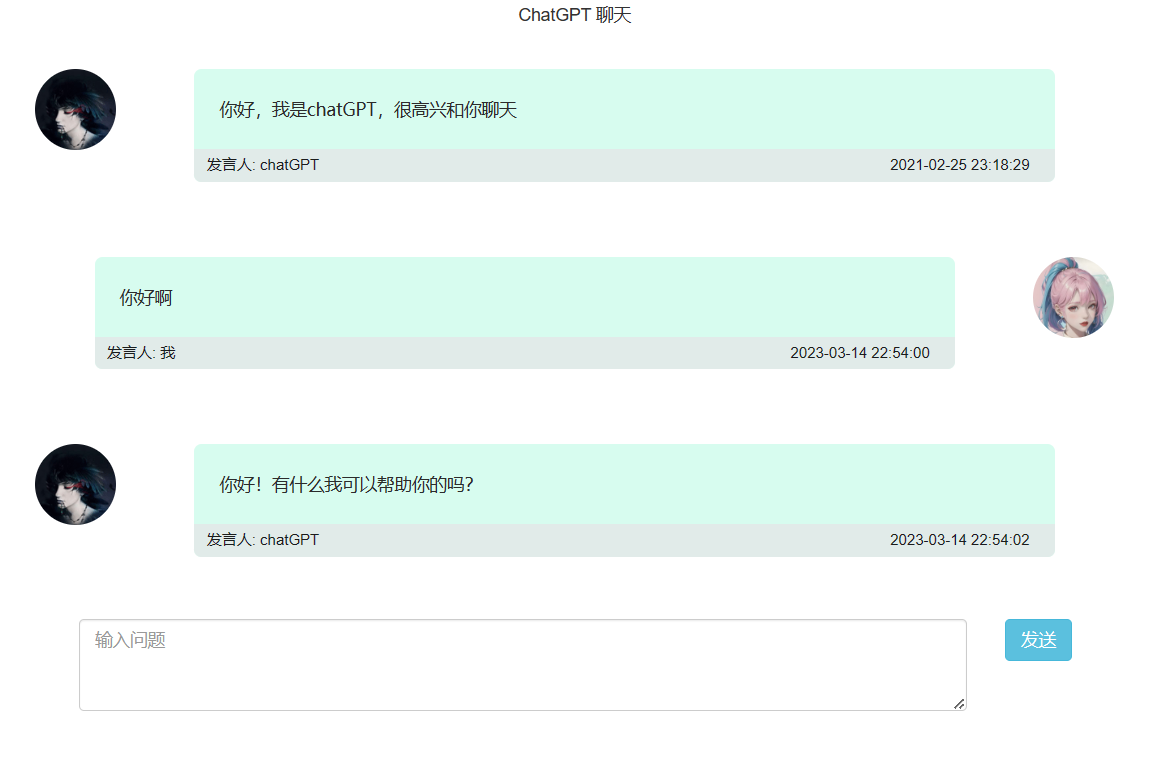 ChatGPT 聊天
你好，我是chatGPT，很高兴和你聊天
发言人: chatGPT 2021-02-25 23:18:29
你好啊
发言人: 我 2023-03-14 22:54:00
你好！有什么我可以帮助你的吗？
发言人: chatGPT 2023-03-14 22:54:02
输入问题 发送